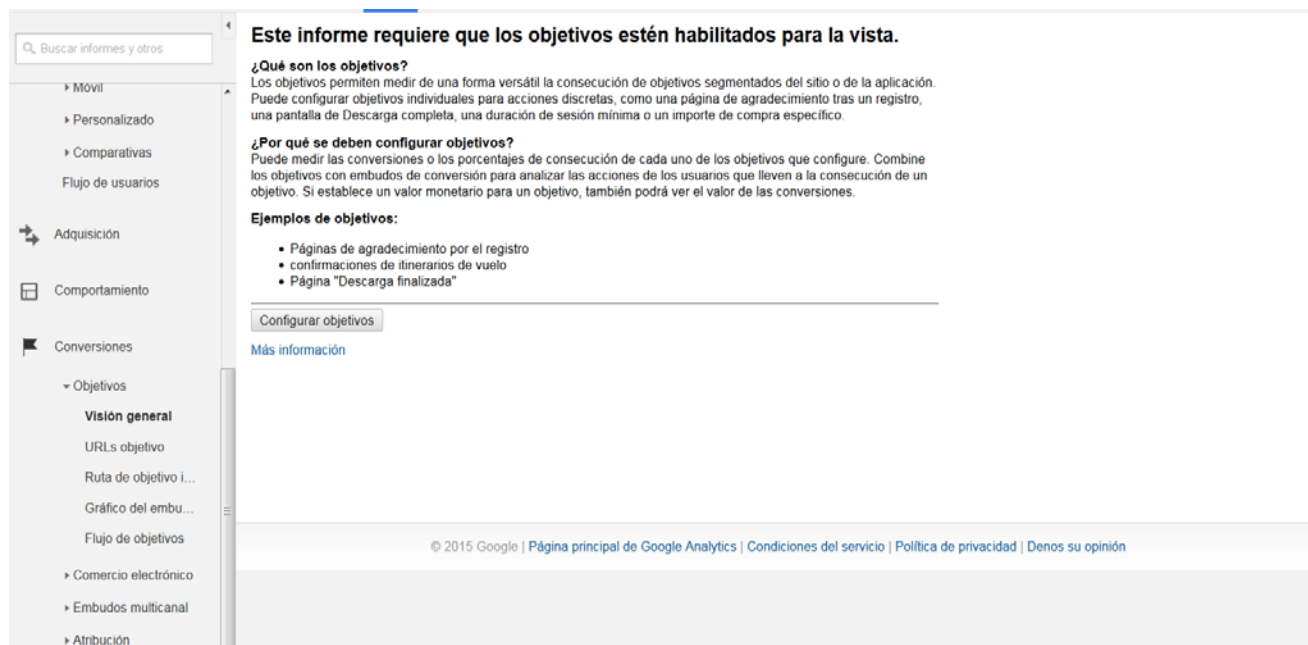 Buscar informes y otros
Móvil
Personalizado
Comparativas
Flujo de usuarios
Adquisición
Comportamiento
Conversiones
Objetivos
Visión general
URLs objetivo
Ruta de objetivo i...
Gráfico del embu...
Flujo de objetivos
Comercio electrónico
Embudos multicanal
Atribución
Este informe requiere que los objetivos estén habilitados para la vista.
¿Qué son los objetivos?
Los objetivos permiten medir de una forma versátil la consecución de objetivos segmentados del sitio o de la aplicación.
Puede configurar objetivos individuales para acciones discretas, como una página de agradecimiento tras un registro,
una pantalla de Descarga completa, una duración de sesión mínima o un importe de compra específico.
¿Por qué se deben configurar objetivos?
Puede medir las conversiones o los porcentajes de consecución de cada uno de los objetivos que configure. Combine
los objetivos con embudos de conversión para analizar las acciones de los usuarios que lleven a la consecución de un
objetivo. Si establece un valor monetario para un objetivo, también podrá ver el valor de las conversiones.
Ejemplos de objetivos:
• Páginas de agradecimiento por el registro
• confirmaciones de itinerarios de vuelo
• Página "Descarga finalizada"
Configurar objetivos
Más información
© 2015 Google | Página principal de Google Analytics | Condiciones del servicio | Política de privacidad | Denos su opinión